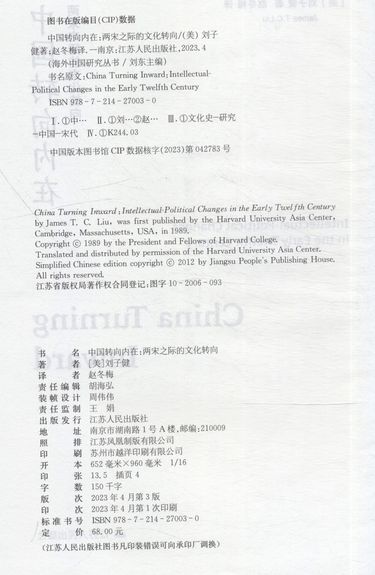 图书在版编目(CIP)数据
中国转向内在:两宋之际的文化转向/(美) 刘子
健著;赵冬梅译.—南京:江苏人民出版社,2023.4
(海外中国研究丛书 / 刘东主编)
书名原文:China Turning Inward:Intellectual-
Political Changes in the Early Twelfth Century
ISBN 978-7-214-27003-0
Ⅰ.①中… Ⅱ.①刘…②赵… Ⅲ.①文化史—研究
—中国—宋代 Ⅳ.①K244.03
中国版本图书馆 CIP 数据核字(2023)第 042783 号
China Turning Inward:Intellectual-Political Changes in the Early Twelfth Century
by James T. C. Liu, was first published by the Harvard University Asia Center,
Cambridge, Massachusetts, USA, in 1989.
Copyright © 1989 by the President and Fellows of Harvard College.
Translated and distributed by permission of the Harvard University Asia Center.
Simplified Chinese edition copyright © 2012 by Jiangsu People's Publishing House.
All rights reserved.
江苏省版权局著作权合同登记:图字 10-2006-093
书名 中国转向内在:两宋之际的文化转向
著者 [美]刘子健
译者 赵冬梅
责任编辑 胡海弘
装帧设计 周伟伟
责任监制 王娟
出版发行 江苏人民出版社
地址 南京市湖南路1号A楼,邮编:210009
照排 江苏凤凰制版有限公司
印刷 苏州市越洋印刷有限公司
开本 652毫米×960毫米 1/16
印张 13.5 插页4
字数 150千字
版次 2023年4月第3版
印次 2023年4月第1次印刷
标准书号 ISBN 978-7-214-27003-0
定价 68.00元
(江苏人民出版社图书凡印装错误可向承印厂调换)